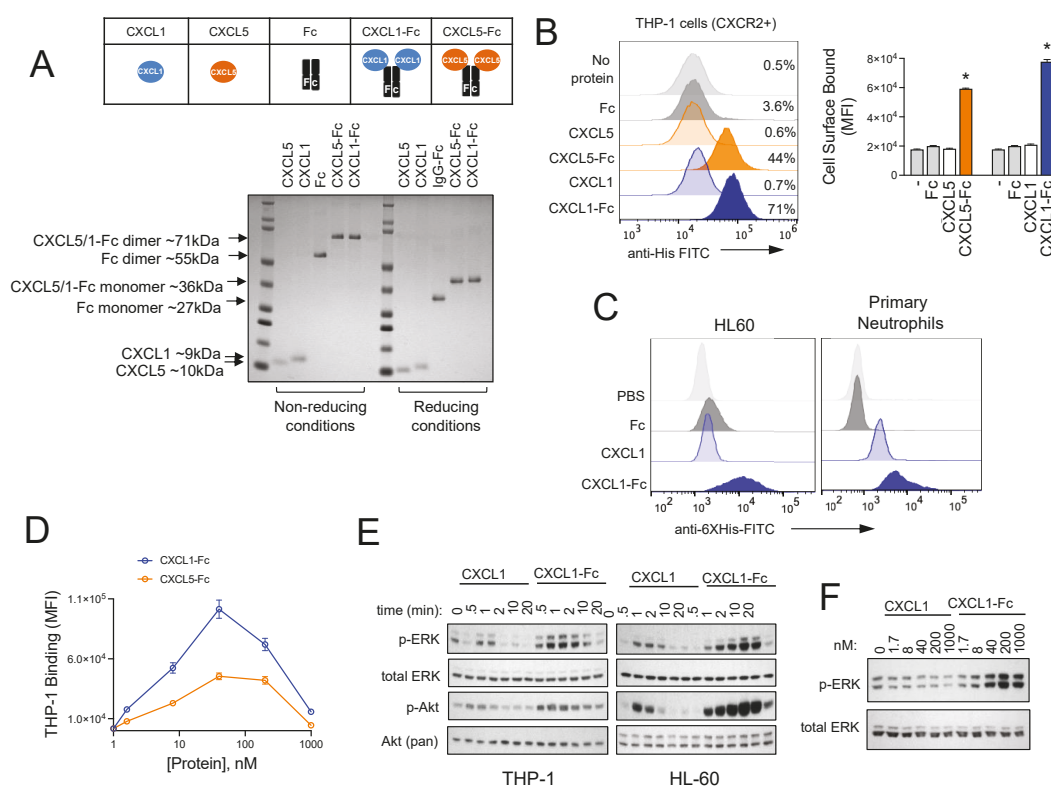 A
CXCL1 CXCL5 Fc CXCL1-Fc CXCL5-Fc
CXCL1 CXCL5 F c CXCL1 CXCL1 F c CXCL5 CXCL5 F c
CXCL5 CXCL1 Fc CXCL5-Fc CXCL1-Fc CXCL5 CXCL1 IgG-Fc CXCL5-Fc CXCL1-Fc
CXCL5/1-Fc dimer ~71kDa
Fc dimer ~55kDa
CXCL5/1-Fc monomer ~36kDa
Fc monomer ~27kDa
CXCL1 ~9kDa
CXCL5 ~10kDa
Non-reducing
conditions
Reducing
conditions
B
THP-1 cells (CXCR2+)
No
protein
0.5%
Fc 3.6%
CXCL5 0.6%
CXCL5-Fc 44%
CXCL1 0.7%
CXCL1-Fc 71%
10³ 10⁴ 10⁵ 10⁶
anti-His FITC
Cell Surface Bound
(MFI)
8×10⁴
6×10⁴
4×10⁴
2×10⁴
0
* *
- Fc CXCL5 CXCL5-Fc - Fc CXCL1 CXCL1-Fc
C
HL60
Primary
Neutrophils
PBS
Fc
CXCL1
CXCL1-Fc
10² 10³ 10⁴ 10⁵ 10² 10³ 10⁴ 10⁵
anti-6XHis-FITC
D
CXCL1-Fc
CXCL5-Fc
THP-1 Binding (MFI)
1.1×10⁵
6.0×10⁴
1.0×10⁴
1 10 100 1000
[Protein], nM
E
CXCL1 CXCL1-Fc CXCL1 CXCL1-Fc
time (min): 0 .5 1 2 10 20 .5 1 2 10 20 0 .5 1 2 10 20 .5 1 2 10 20 0
p-ERK
total ERK
p-Akt
Akt (pan)
THP-1 HL-60
F
CXCL1 CXCL1-Fc
nM: 0 1.7 8 40 200 1000 1.7 8 40 200 1000
p-ERK
total ERK